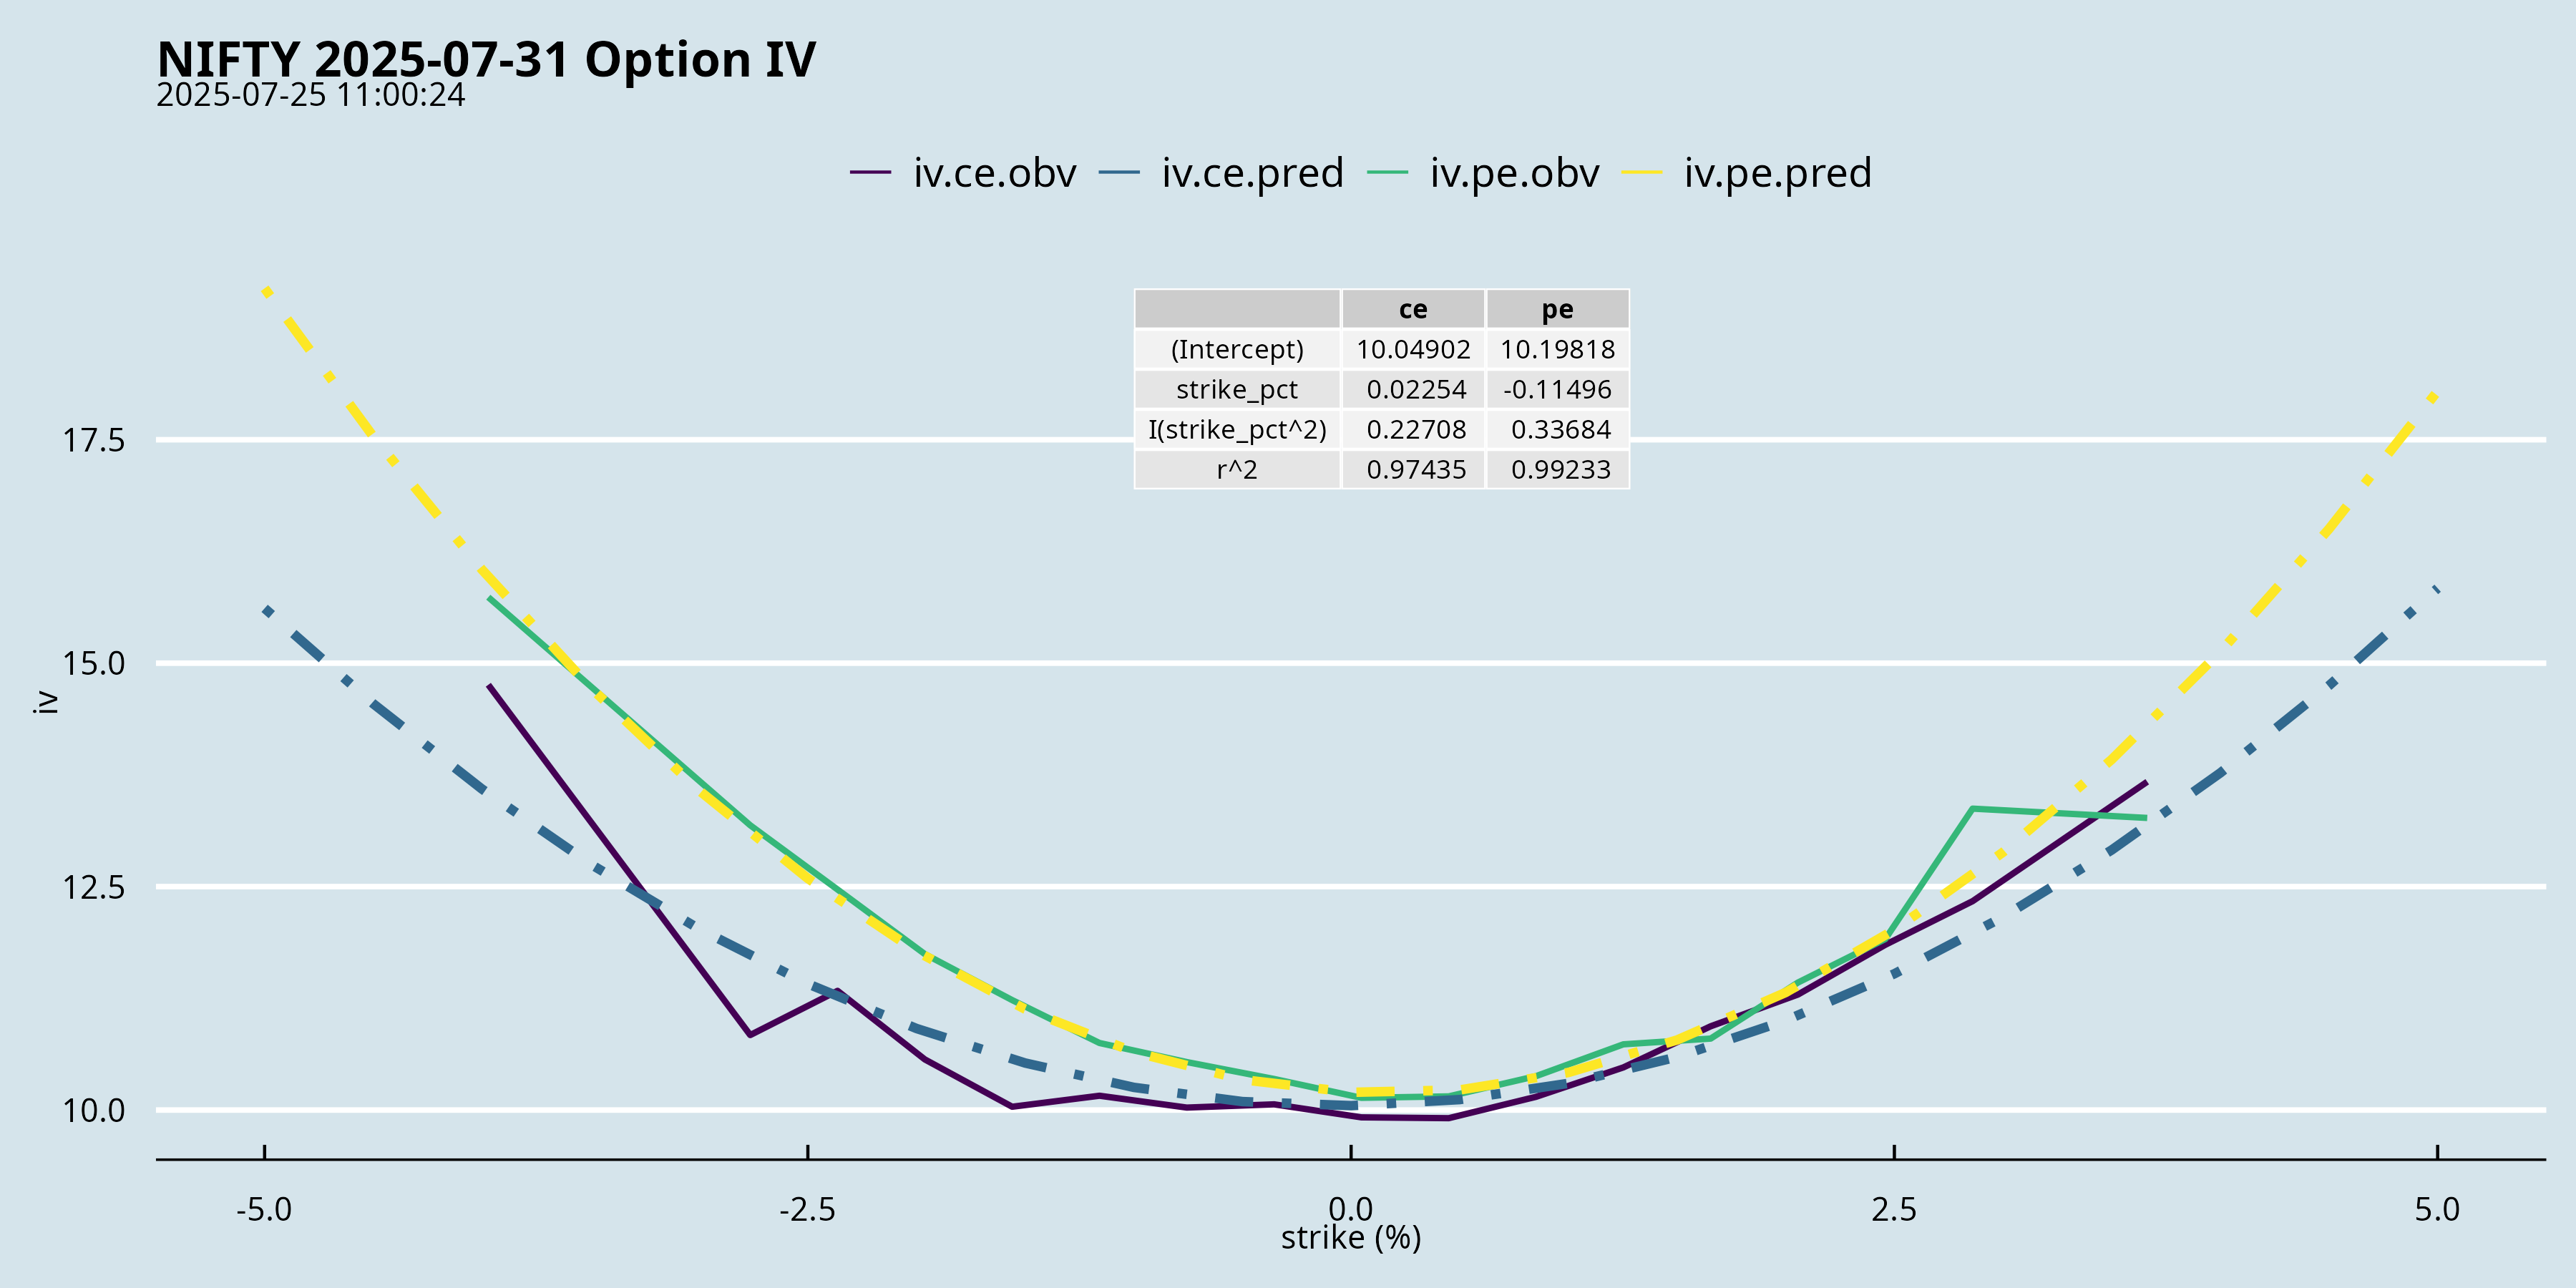 NIFTY 2025-07-31 Option IV
2025-07-25 11:00:24
iv.ce.obv iv.ce.pred iv.pe.obv iv.pe.pred
ce pe
(Intercept) 10.04902 10.19818
strike_pct 0.02254 -0.11496
I(strike_pct^2) 0.22708 0.33684
r^2 0.97435 0.99233
17.5
15.0
12.5
10.0
iv
-5.0 -2.5 0.0 2.5 5.0
strike (%)